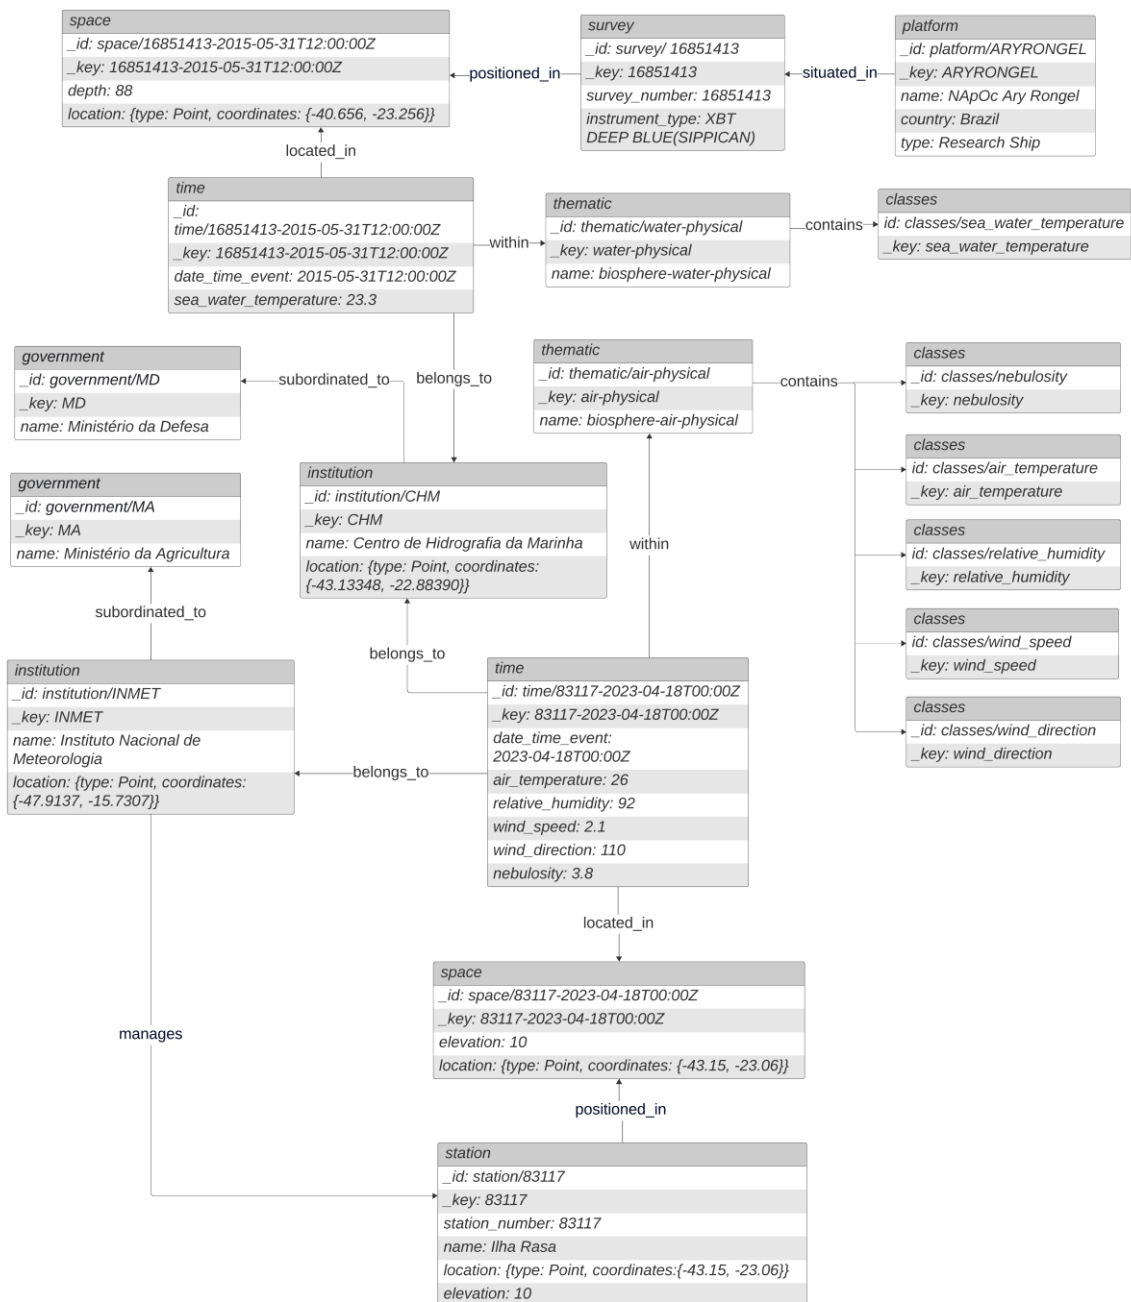 space
_id: space/16851413-2015-05-31T12:00:00Z
_key: 16851413-2015-05-31T12:00:00Z
depth: 88
location: {type: Point, coordinates: {-40.656, -23.256}}
positioned_in
survey
_id: survey/ 16851413
_key: 16851413
survey_number: 16851413
instrument_type: XBT
DEEP BLUE(SIPPICAN)
situated_in
platform
_id: platform/ARYRONGEL
_key: ARYRONGEL
name: NApOc Ary Rongel
country: Brazil
type: Research Ship
located_in
time
_id:
time/16851413-2015-05-31T12:00:00Z
_key: 16851413-2015-05-31T12:00:00Z
date_time_event: 2015-05-31T12:00:00Z
sea_water_temperature: 23.3
within
thematic
_id: thematic/water-physical
_key: water-physical
name: biosphere-water-physical
contains
classes
id: classes/sea_water_temperature
_key: sea_water_temperature
government
_id: government/MD
_key: MD
name: Ministério da Defesa
subordinated_to
belongs_to
thematic
_id: thematic/air-physical
_key: air-physical
name: biosphere-air-physical
contains
classes
_id: classes/nebulosity
_key: nebulosity
classes
id: classes/air_temperature
_key: air_temperature
classes
id: classes/relative_humidity
_key: relative_humidity
classes
id: classes/wind_speed
_key: wind_speed
classes
_id: classes/wind_direction
_key: wind_direction
government
_id: government/MA
_key: MA
name: Ministério da Agricultura
institution
_id: institution/CHM
_key: CHM
name: Centro de Hidrografia da Marinha
location: {type: Point, coordinates:
{-43.13348, -22.88390}}
within
subordinated_to
belongs_to
institution
_id: institution/INMET
_key: INMET
name: Instituto Nacional de
Meteorologia
location: {type: Point, coordinates:
{-47.9137, -15.7307}}
belongs_to
time
_id: time/83117-2023-04-18T00:00Z
_key: 83117-2023-04-18T00:00Z
date_time_event:
2023-04-18T00:00Z
air_temperature: 26
relative_humidity: 92
wind_speed: 2.1
wind_direction: 110
nebulosity: 3.8
located_in
space
_id: space/83117-2023-04-18T00:00Z
_key: 83117-2023-04-18T00:00Z
elevation: 10
location: {type: Point, coordinates: {-43.15, -23.06}}
manages
positioned_in
station
_id: station/83117
_key: 83117
station_number: 83117
name: Ilha Rasa
location: {type: Point, coordinates:{-43.15, -23.06}}
elevation: 10